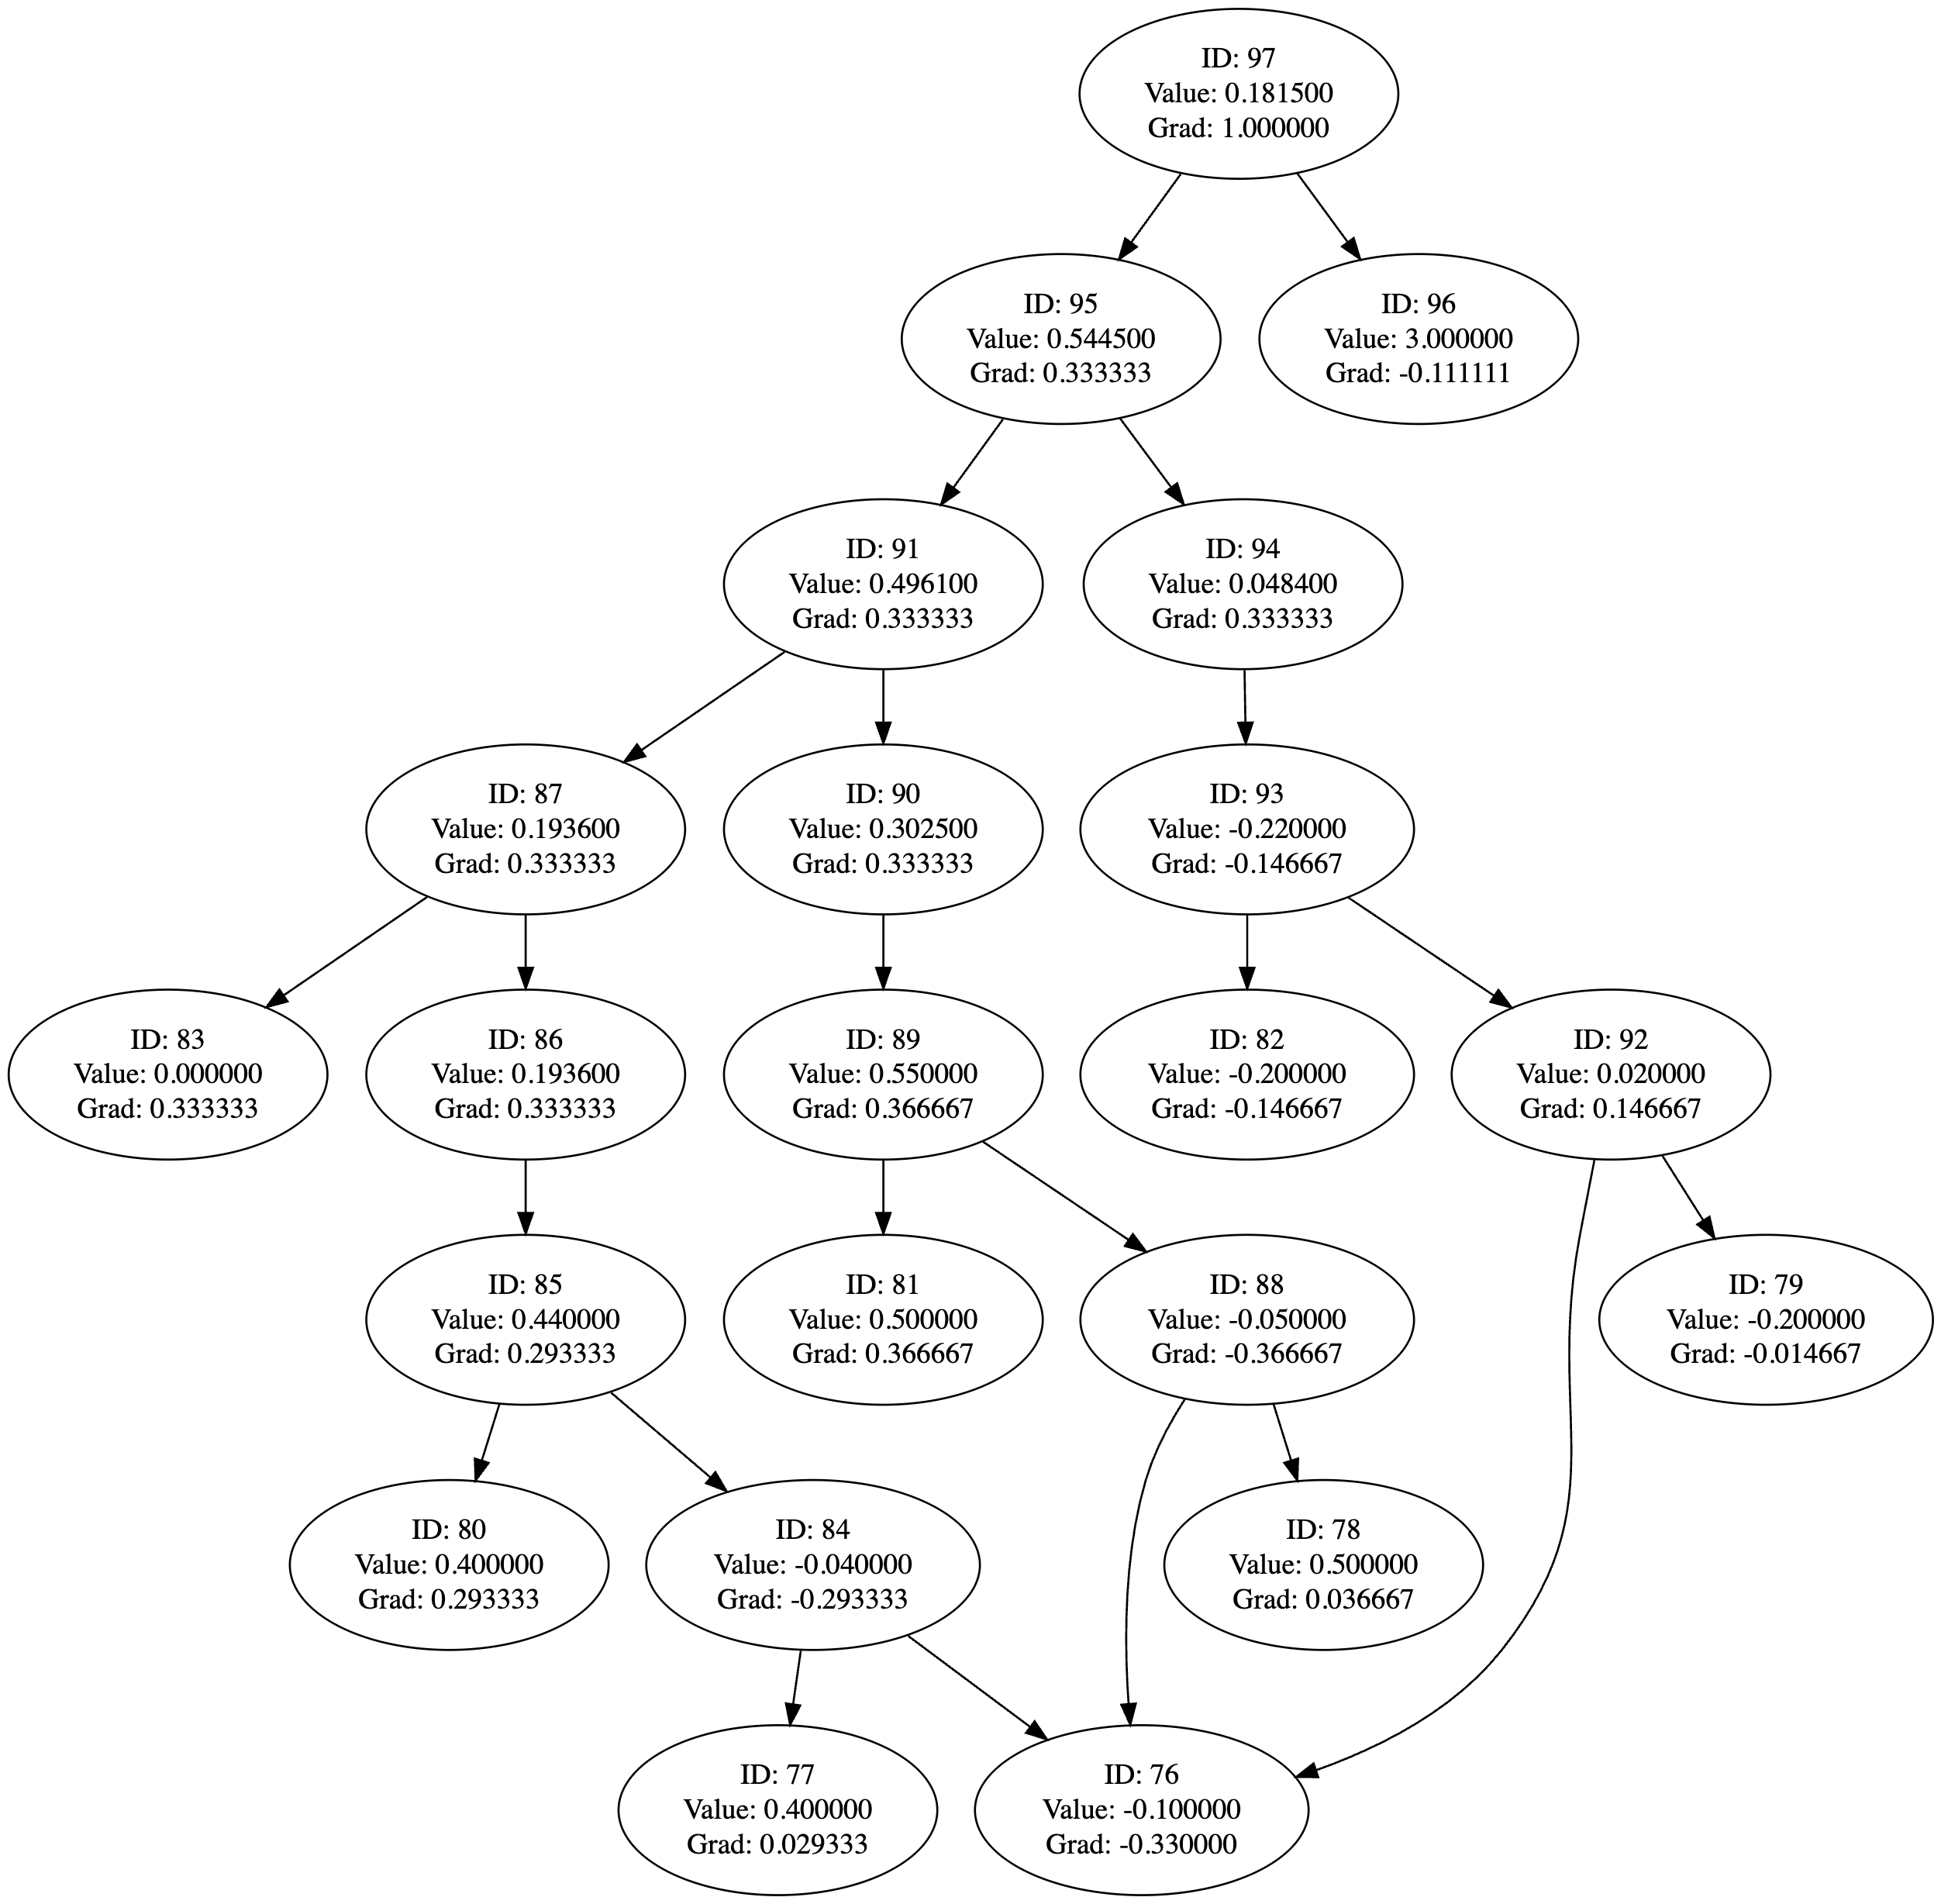 ID: 97
Value: 0.181500
Grad: 1.000000
ID: 95
Value: 0.544500
Grad: 0.333333
ID: 96
Value: 3.000000
Grad: -0.111111
ID: 91
Value: 0.496100
Grad: 0.333333
ID: 94
Value: 0.048400
Grad: 0.333333
ID: 87
Value: 0.193600
Grad: 0.333333
ID: 90
Value: 0.302500
Grad: 0.333333
ID: 93
Value: -0.220000
Grad: -0.146667
ID: 83
Value: 0.000000
Grad: 0.333333
ID: 86
Value: 0.193600
Grad: 0.333333
ID: 89
Value: 0.550000
Grad: 0.366667
ID: 82
Value: -0.200000
Grad: -0.146667
ID: 92
Value: 0.020000
Grad: 0.146667
ID: 85
Value: 0.440000
Grad: 0.293333
ID: 81
Value: 0.500000
Grad: 0.366667
ID: 88
Value: -0.050000
Grad: -0.366667
ID: 79
Value: -0.200000
Grad: -0.014667
ID: 80
Value: 0.400000
Grad: 0.293333
ID: 84
Value: -0.040000
Grad: -0.293333
ID: 78
Value: 0.500000
Grad: 0.036667
ID: 77
Value: 0.400000
Grad: 0.029333
ID: 76
Value: -0.100000
Grad: -0.330000